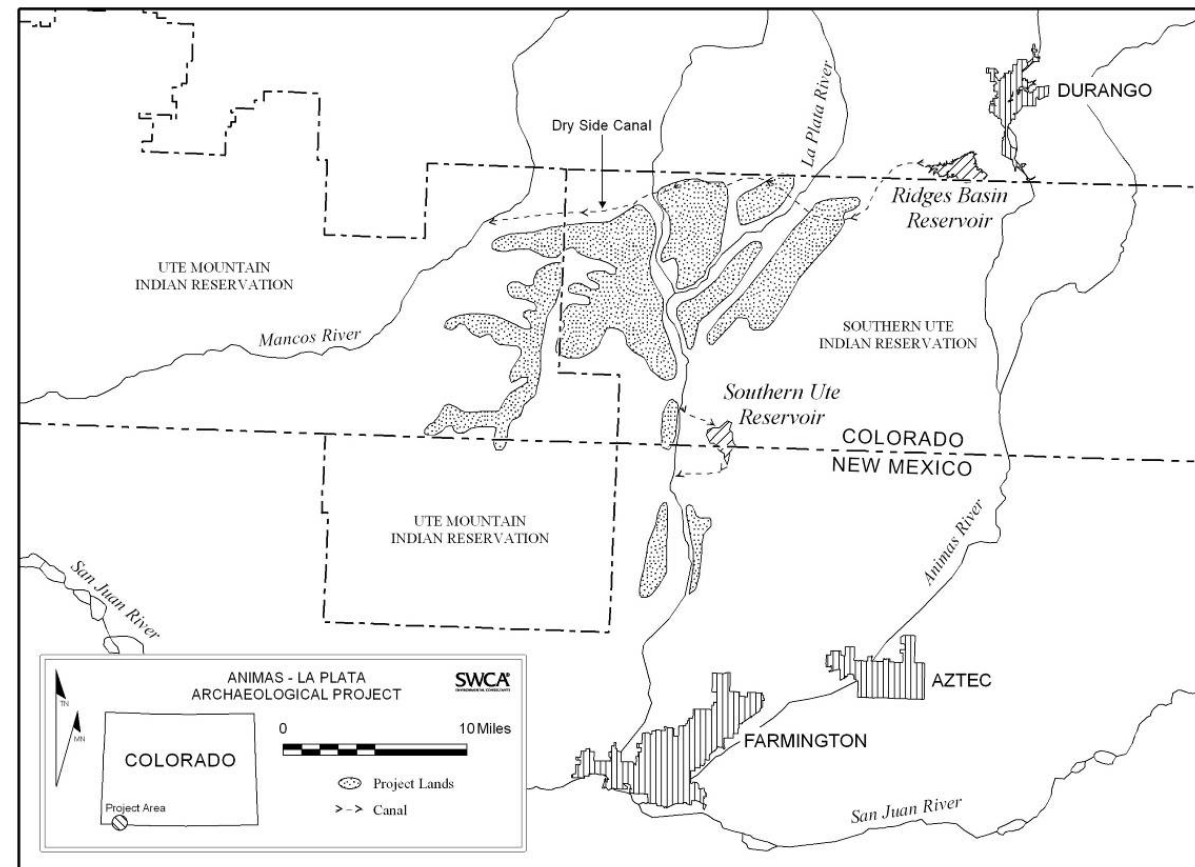 DURANGO
La Plata River
Dry Side Canal
Ridges Basin
Reservoir
UTE MOUNTAIN
INDIAN RESERVATION
Mancos River
SOUTHERN UTE
INDIAN RESERVATION
Southern Ute
Reservoir
COLORADO
NEW MEXICO
UTE MOUNTAIN
INDIAN RESERVATION
Animas River
San Juan River
AZTEC
FARMINGTON
San Juan River
ANIMAS - LA PLATA
ARCHAEOLOGICAL PROJECT
SWCA
ENVIRONMENTAL CONSULTANTS
TN
MN
0 10 Miles
COLORADO
Project Area
Project Lands
Canal